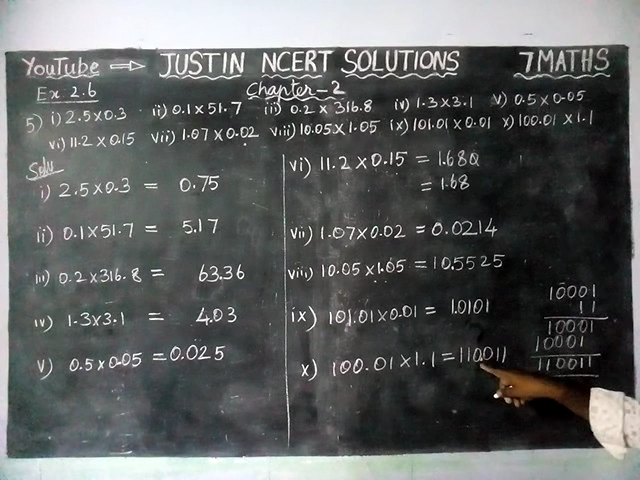 YouTube ⇒ JUSTIN NCERT SOLUTIONS 7MATHS
Ex 2.6 Chapter-2
5) i) 2.5×0.3 ii) 0.1×51.7 iii) 0.2×316.8 iv) 1.3×3.1 v) 0.5×0.05
vi) 11.2×0.15 vii) 1.07×0.02 viii) 10.05×1.05 ix) 101.01×0.01 x) 100.01×1.1
Solu
i) 2.5×0.3 = 0.75
ii) 0.1×51.7 = 5.17
iii) 0.2×316.8 = 63.36
iv) 1.3×3.1 = 4.03
v) 0.5×0.05 = 0.025
vi) 11.2×0.15 = 1.680
= 1.68
vii) 1.07×0.02 = 0.0214
viii) 10.05×1.05 = 10.5525
ix) 101.01×0.01 = 1.0101
x) 100.01×1.1 = 110011
10001
11
10001
10001
110011